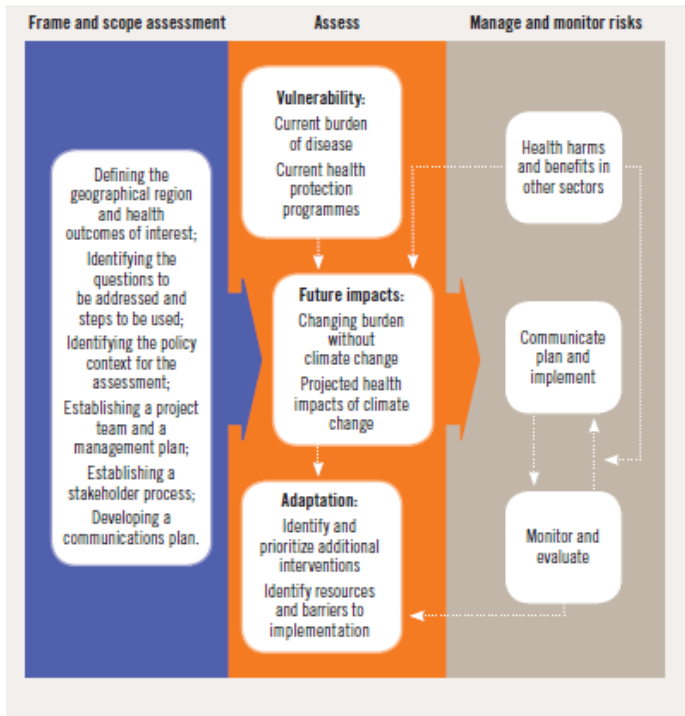 Frame and scope assessment
Assess
Manage and monitor risks
Defining the
geographical region
and health
outcomes of interest;
Identifying the
questions to
be addressed and
steps to be used;
Identifying the policy
context for the
assessment;
Establishing a project
team and a
management plan;
Establishing a
stakeholder process;
Developing a
communications plan.
Vulnerability:
Current burden
of disease
Current health
protection
programmes
Future impacts:
Changing burden
without
climate change
Projected health
impacts of climate
change
Adaptation:
Identify and
prioritize additional
interventions
Identify resources
and barriers to
implementation
Health harms
and benefits in
other sectors
Communicate
plan and
implement
Monitor and
evaluate